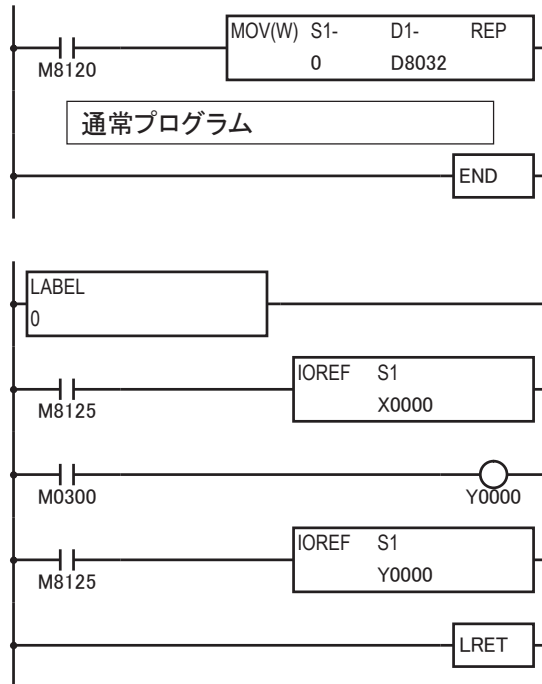 MOV(W) S1- D1- REP
0 D8032
M8120
通常プログラム
END
LABEL
0
IOREF S1
X0000
M8125
M0300
Y0000
IOREF S1
Y0000
M8125
LRET